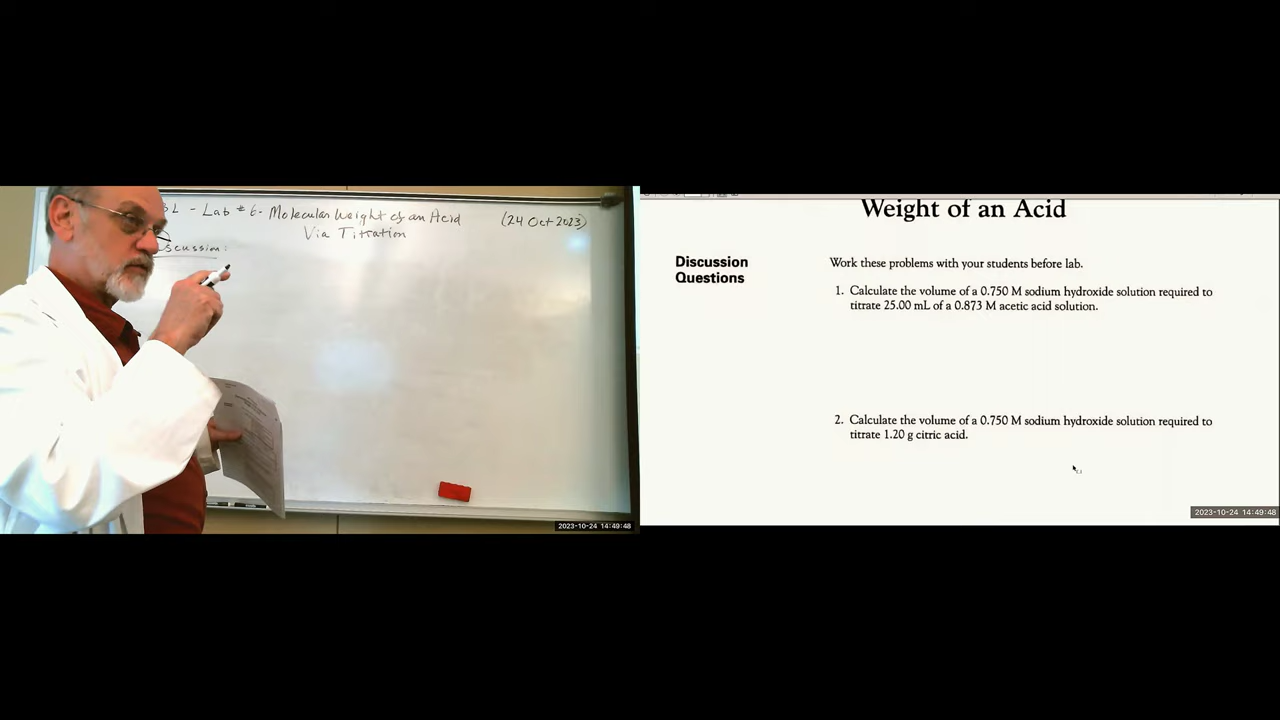 L - Lab # 6 - Molecular Weight of an Acid (24 Oct 2023)
Via Titration
scussion:
2023-10-24 14:49:48
Weight of an Acid
Discussion Questions
Work these problems with your students before lab.
1. Calculate the volume of a 0.750 M sodium hydroxide solution required to
titrate 25.00 mL of a 0.873 M acetic acid solution.
2. Calculate the volume of a 0.750 M sodium hydroxide solution required to
titrate 1.20 g citric acid.
2023-10-24 14:49:48